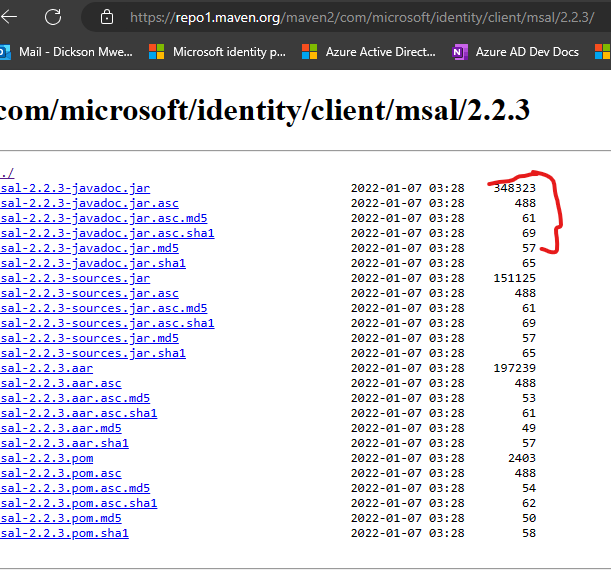 https://repo1.maven.org/maven2/com/microsoft/identity/client/msal/2.2.3/
Mail - Dickson Mwe... Microsoft identity p... Azure Active Direct... Azure AD Dev Docs
com/microsoft/identity/client/msal/2.2.3
./
sal-2.2.3-javadoc.jar 2022-01-07 03:28 348323
sal-2.2.3-javadoc.jar.asc 2022-01-07 03:28 488
sal-2.2.3-javadoc.jar.asc.md5 2022-01-07 03:28 61
sal-2.2.3-javadoc.jar.asc.sha1 2022-01-07 03:28 69
sal-2.2.3-javadoc.jar.md5 2022-01-07 03:28 57
sal-2.2.3-javadoc.jar.sha1 2022-01-07 03:28 65
sal-2.2.3-sources.jar 2022-01-07 03:28 151125
sal-2.2.3-sources.jar.asc 2022-01-07 03:28 488
sal-2.2.3-sources.jar.asc.md5 2022-01-07 03:28 61
sal-2.2.3-sources.jar.asc.sha1 2022-01-07 03:28 69
sal-2.2.3-sources.jar.md5 2022-01-07 03:28 57
sal-2.2.3-sources.jar.sha1 2022-01-07 03:28 65
sal-2.2.3.aar 2022-01-07 03:28 197239
sal-2.2.3.aar.asc 2022-01-07 03:28 488
sal-2.2.3.aar.asc.md5 2022-01-07 03:28 53
sal-2.2.3.aar.asc.sha1 2022-01-07 03:28 61
sal-2.2.3.aar.md5 2022-01-07 03:28 49
sal-2.2.3.aar.sha1 2022-01-07 03:28 57
sal-2.2.3.pom 2022-01-07 03:28 2403
sal-2.2.3.pom.asc 2022-01-07 03:28 488
sal-2.2.3.pom.asc.md5 2022-01-07 03:28 54
sal-2.2.3.pom.asc.sha1 2022-01-07 03:28 62
sal-2.2.3.pom.md5 2022-01-07 03:28 50
sal-2.2.3.pom.sha1 2022-01-07 03:28 58